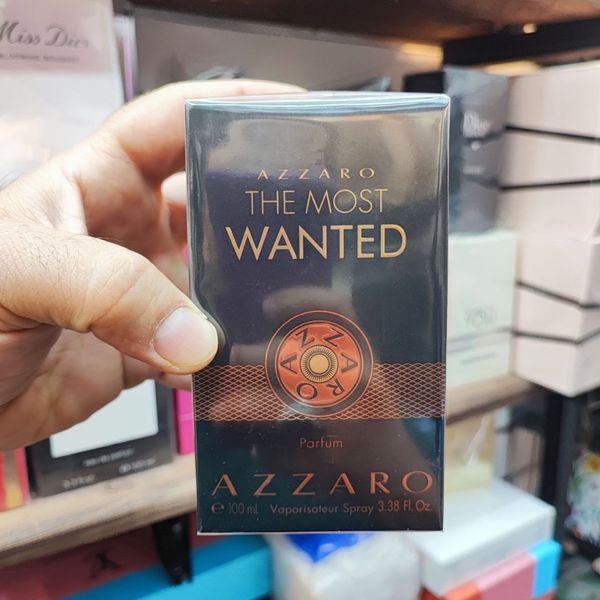 Miss Dior
AZZARO
THE MOST
WANTED
AZZARO
Parfum
AZZARO
e 100 mL Vaporisateur Spray 3.38 Fl. Oz.